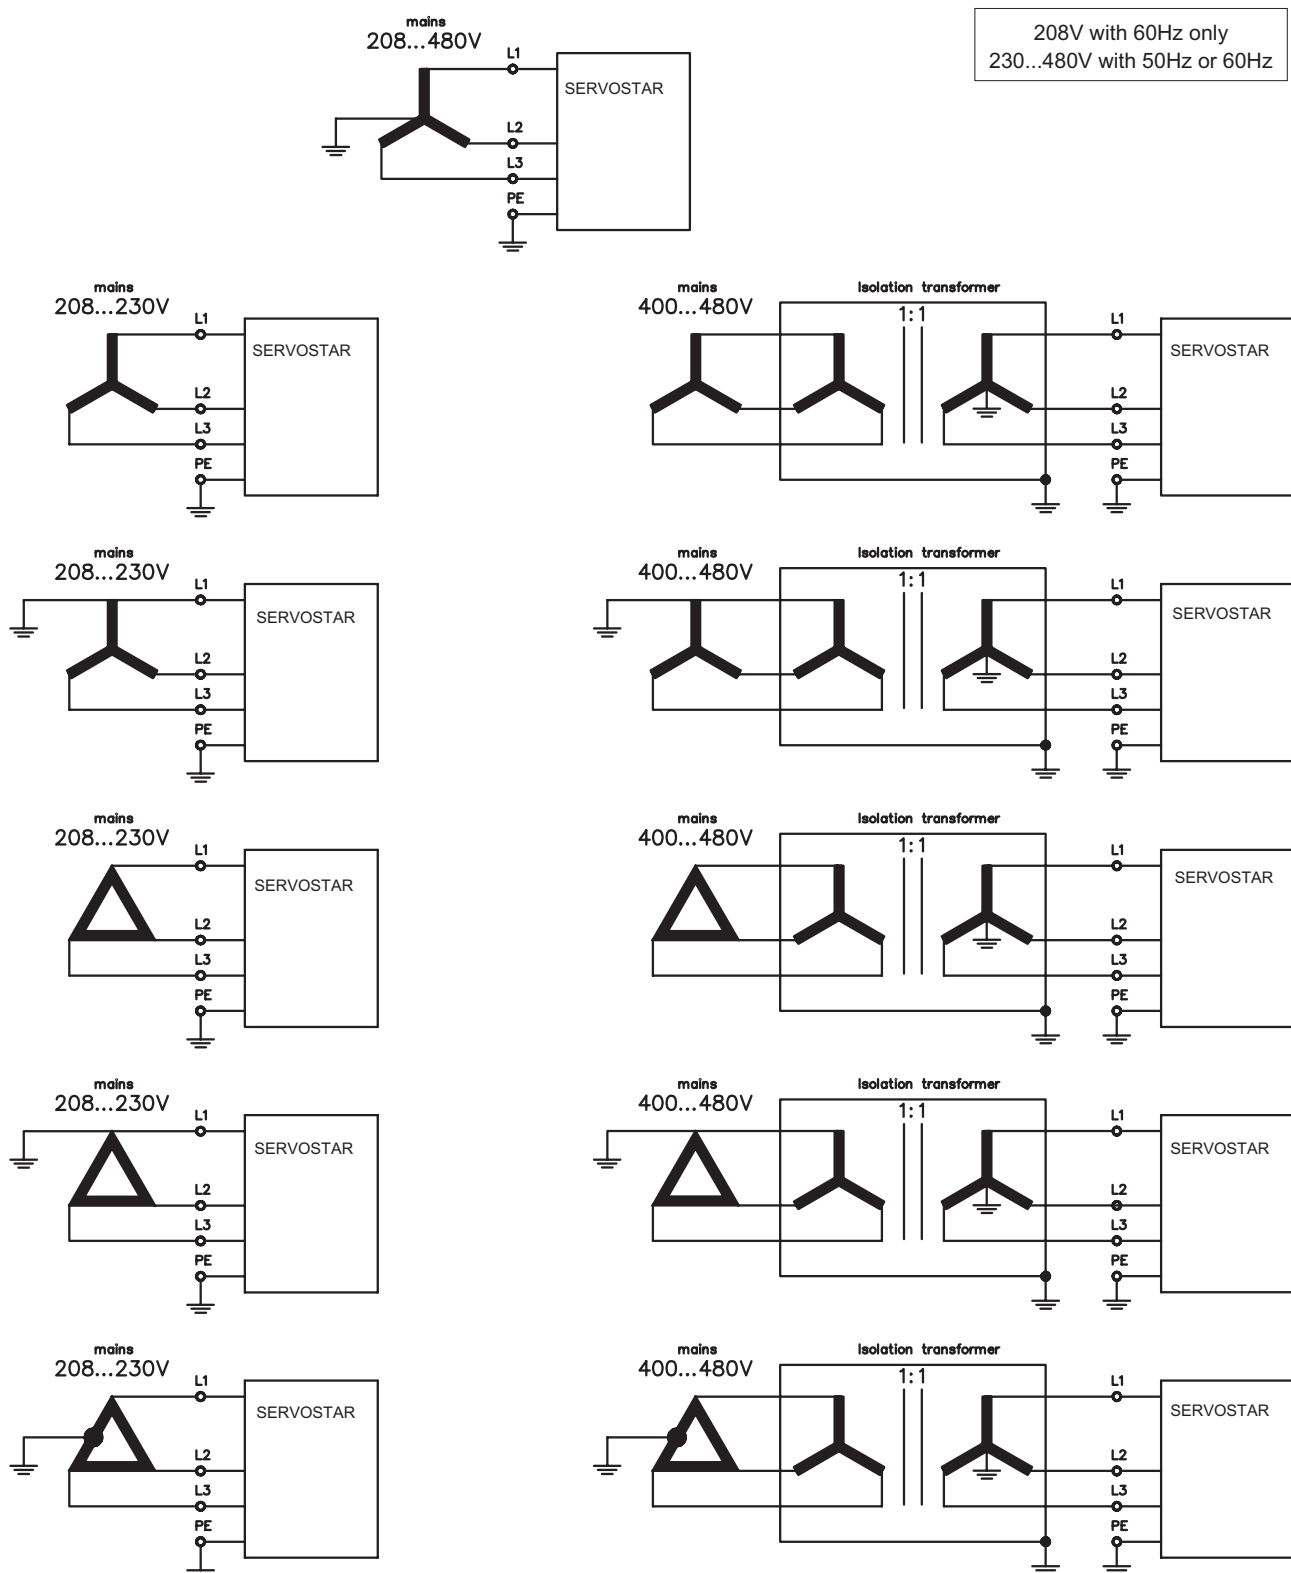 mains
208...480V
L1
SERVOSTAR
L2
L3
PE
208V with 60Hz only
230...480V with 50Hz or 60Hz
mains
208...230V
L1
SERVOSTAR
L2
L3
PE
mains
400...480V
Isolation transformer
1:1
L1
SERVOSTAR
L2
L3
PE
mains
208...230V
L1
SERVOSTAR
L2
L3
PE
mains
400...480V
Isolation transformer
1:1
L1
SERVOSTAR
L2
L3
PE
mains
208...230V
L1
SERVOSTAR
L2
L3
PE
mains
400...480V
Isolation transformer
1:1
L1
SERVOSTAR
L2
L3
PE
mains
208...230V
L1
SERVOSTAR
L2
L3
PE
mains
400...480V
Isolation transformer
1:1
L1
SERVOSTAR
L2
L3
PE
mains
208...230V
L1
SERVOSTAR
L2
L3
PE
mains
400...480V
Isolation transformer
1:1
L1
SERVOSTAR
L2
L3
PE